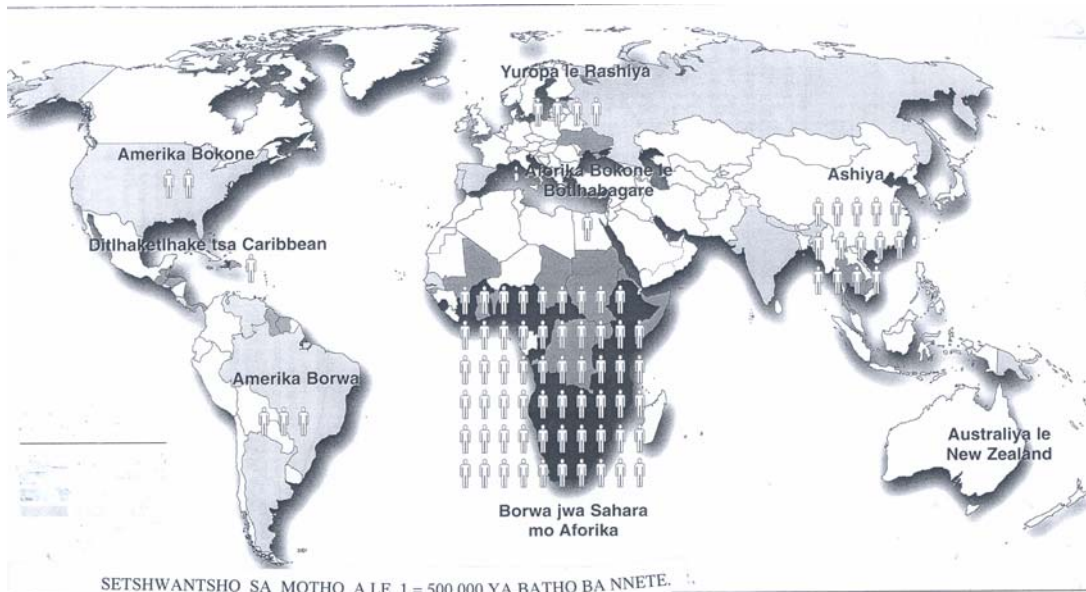 Yuropa le Rashiya
Amerika Bokone
Aforika Bokone le
Botlhabagare
Ashiya
Ditlhaketlhake tsa Caribbean
Amerika Borwa
Australiya le
New Zealand
Borwa jwa Sahara
mo Aforika
SETSHWANTSHO SA MOTHO A LE 1 = 500 000 YA BATHO BA NNETE.